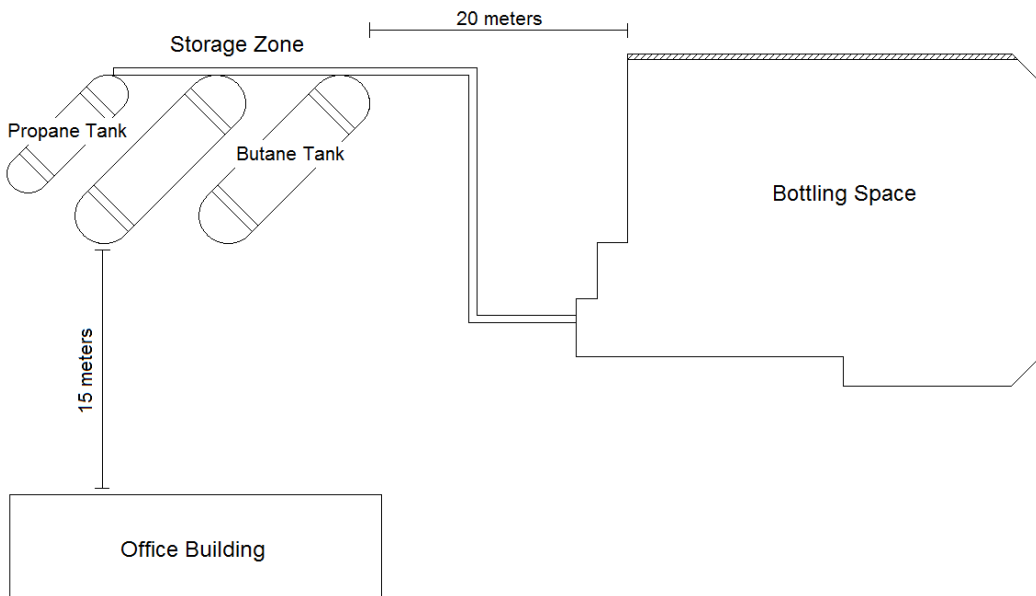 20 meters
Storage Zone
Propane Tank
Butane Tank
Bottling Space
15 meters
Office Building